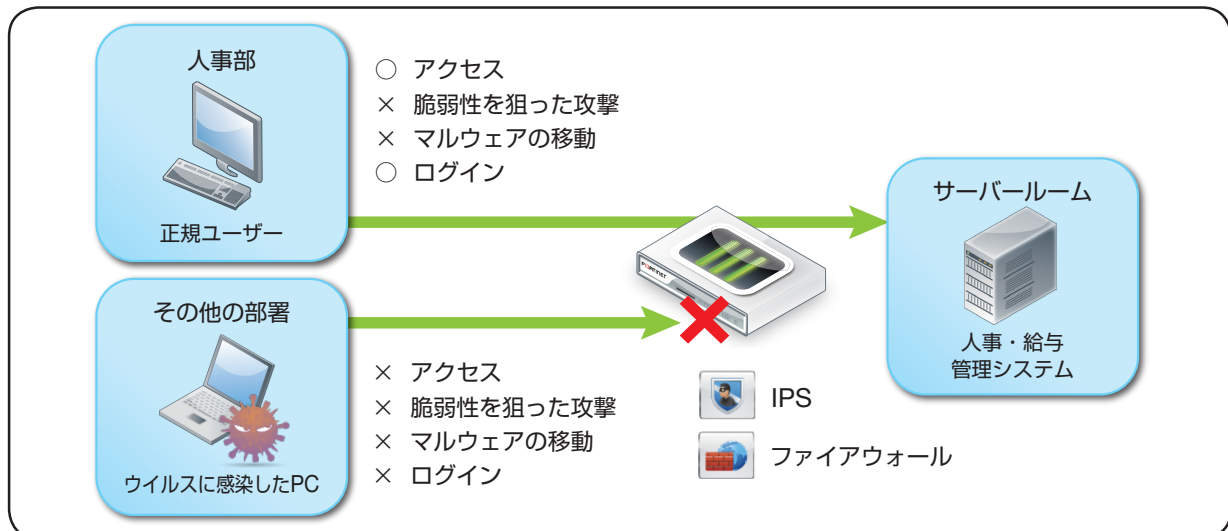 人事部
正規ユーザー
○ アクセス
× 脆弱性を狙った攻撃
× マルウェアの移動
○ ログイン
サーバールーム
人事・給与
管理システム
FORTINET
その他の部署
ウイルスに感染したPC
× アクセス
× 脆弱性を狙った攻撃
× マルウェアの移動
× ログイン
IPS
ファイアウォール